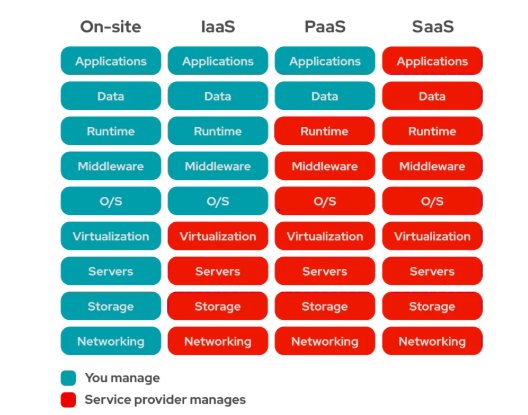 On-site IaaS PaaS SaaS
Applications Applications Applications Applications
Data Data Data Data
Runtime Runtime Runtime Runtime
Middleware Middleware Middleware Middleware
O/S O/S O/S O/S
Virtualization Virtualization Virtualization Virtualization
Servers Servers Servers Servers
Storage Storage Storage Storage
Networking Networking Networking Networking
You manage
Service provider manages